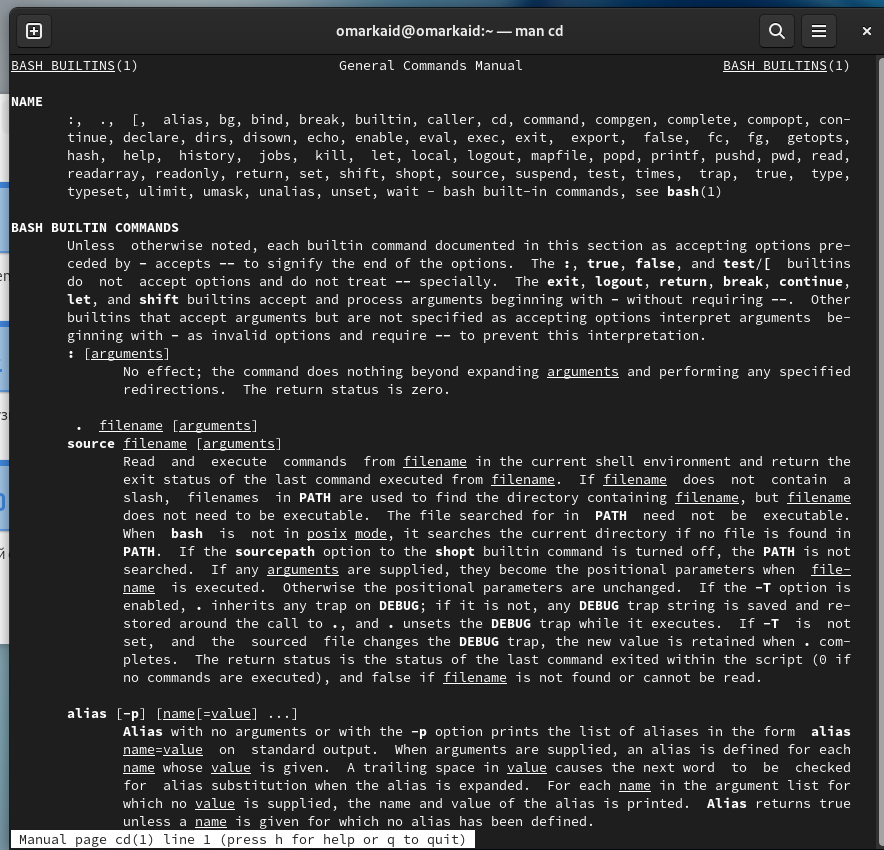 omarkaid@omarkaid:~ — man cd
BASH BUILTINS(1) General Commands Manual BASH BUILTINS(1)
NAME
:, ., [, alias, bg, bind, break, builtin, caller, cd, command, compgen, complete, compopt, con-
tinue, declare, dirs, disown, echo, enable, eval, exec, exit, export, false, fc, fg, getopts,
hash, help, history, jobs, kill, let, local, logout, mapfile, popd, printf, pushd, pwd, read,
readarray, readonly, return, set, shift, shopt, source, suspend, test, times, trap, true, type,
typeset, ulimit, umask, unalias, unset, wait - bash built-in commands, see bash(1)
BASH BUILTIN COMMANDS
Unless otherwise noted, each builtin command documented in this section as accepting options pre-
ceded by - accepts -- to signify the end of the options. The :, true, false, and test/[ builtins
do not accept options and do not treat -- specially. The exit, logout, return, break, continue,
let, and shift builtins accept and process arguments beginning with - without requiring --. Other
builtins that accept arguments but are not specified as accepting options interpret arguments be-
ginning with - as invalid options and require -- to prevent this interpretation.
: [arguments]
No effect; the command does nothing beyond expanding arguments and performing any specified
redirections. The return status is zero.
. filename [arguments]
source filename [arguments]
Read and execute commands from filename in the current shell environment and return the
exit status of the last command executed from filename. If filename does not contain a
slash, filenames in PATH are used to find the directory containing filename, but filename
does not need to be executable. The file searched for in PATH need not be executable.
When bash is not in posix mode, it searches the current directory if no file is found in
PATH. If the sourcepath option to the shopt builtin command is turned off, the PATH is not
searched. If any arguments are supplied, they become the positional parameters when file-
name is executed. Otherwise the positional parameters are unchanged. If the -T option is
enabled, . inherits any trap on DEBUG; if it is not, any DEBUG trap string is saved and re-
stored around the call to ., and . unsets the DEBUG trap while it executes. If -T is not
set, and the sourced file changes the DEBUG trap, the new value is retained when . com-
pletes. The return status is the status of the last command exited within the script (0 if
no commands are executed), and false if filename is not found or cannot be read.
alias [-p] [name[=value] ...]
Alias with no arguments or with the -p option prints the list of aliases in the form alias
name=value on standard output. When arguments are supplied, an alias is defined for each
name whose value is given. A trailing space in value causes the next word to be checked
for alias substitution when the alias is expanded. For each name in the argument list for
which no value is supplied, the name and value of the alias is printed. Alias returns true
unless a name is given for which no alias has been defined.
Manual page cd(1) line 1 (press h for help or q to quit)